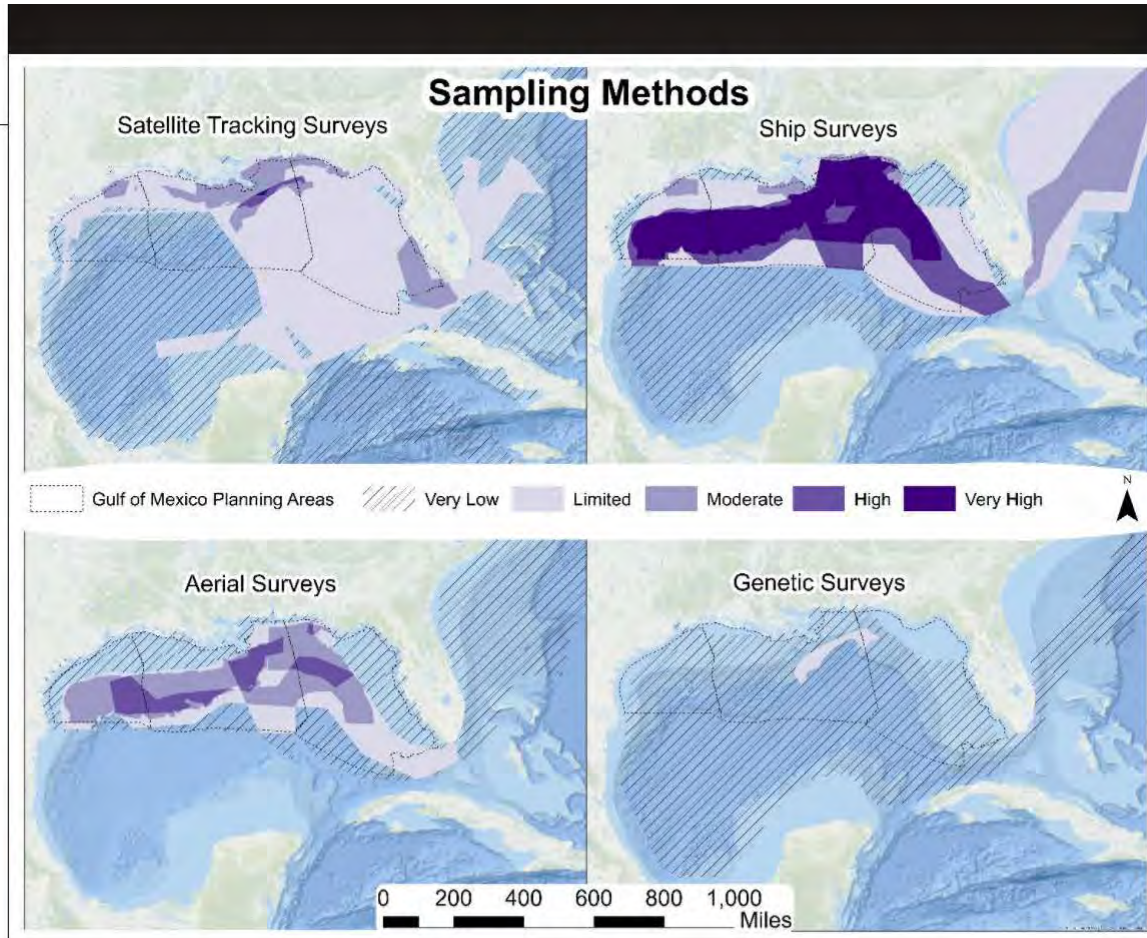 Sampling Methods
Satellite Tracking Surveys
Ship Surveys
Gulf of Mexico Planning Areas
Very Low
Limited
Moderate
High
Very High
N
Aerial Surveys
Genetic Surveys
0 200 400 600 800 1,000
Miles